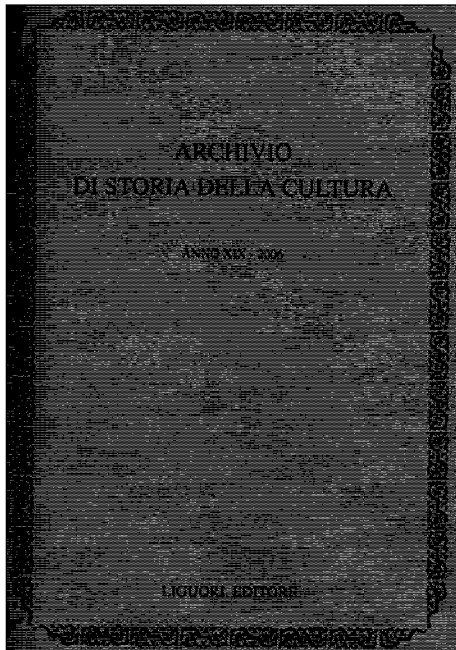 ARCHIVIO
DI STORIA DELLA CULTURA
ANNO XIX - 2006
LIGUORI EDITORE